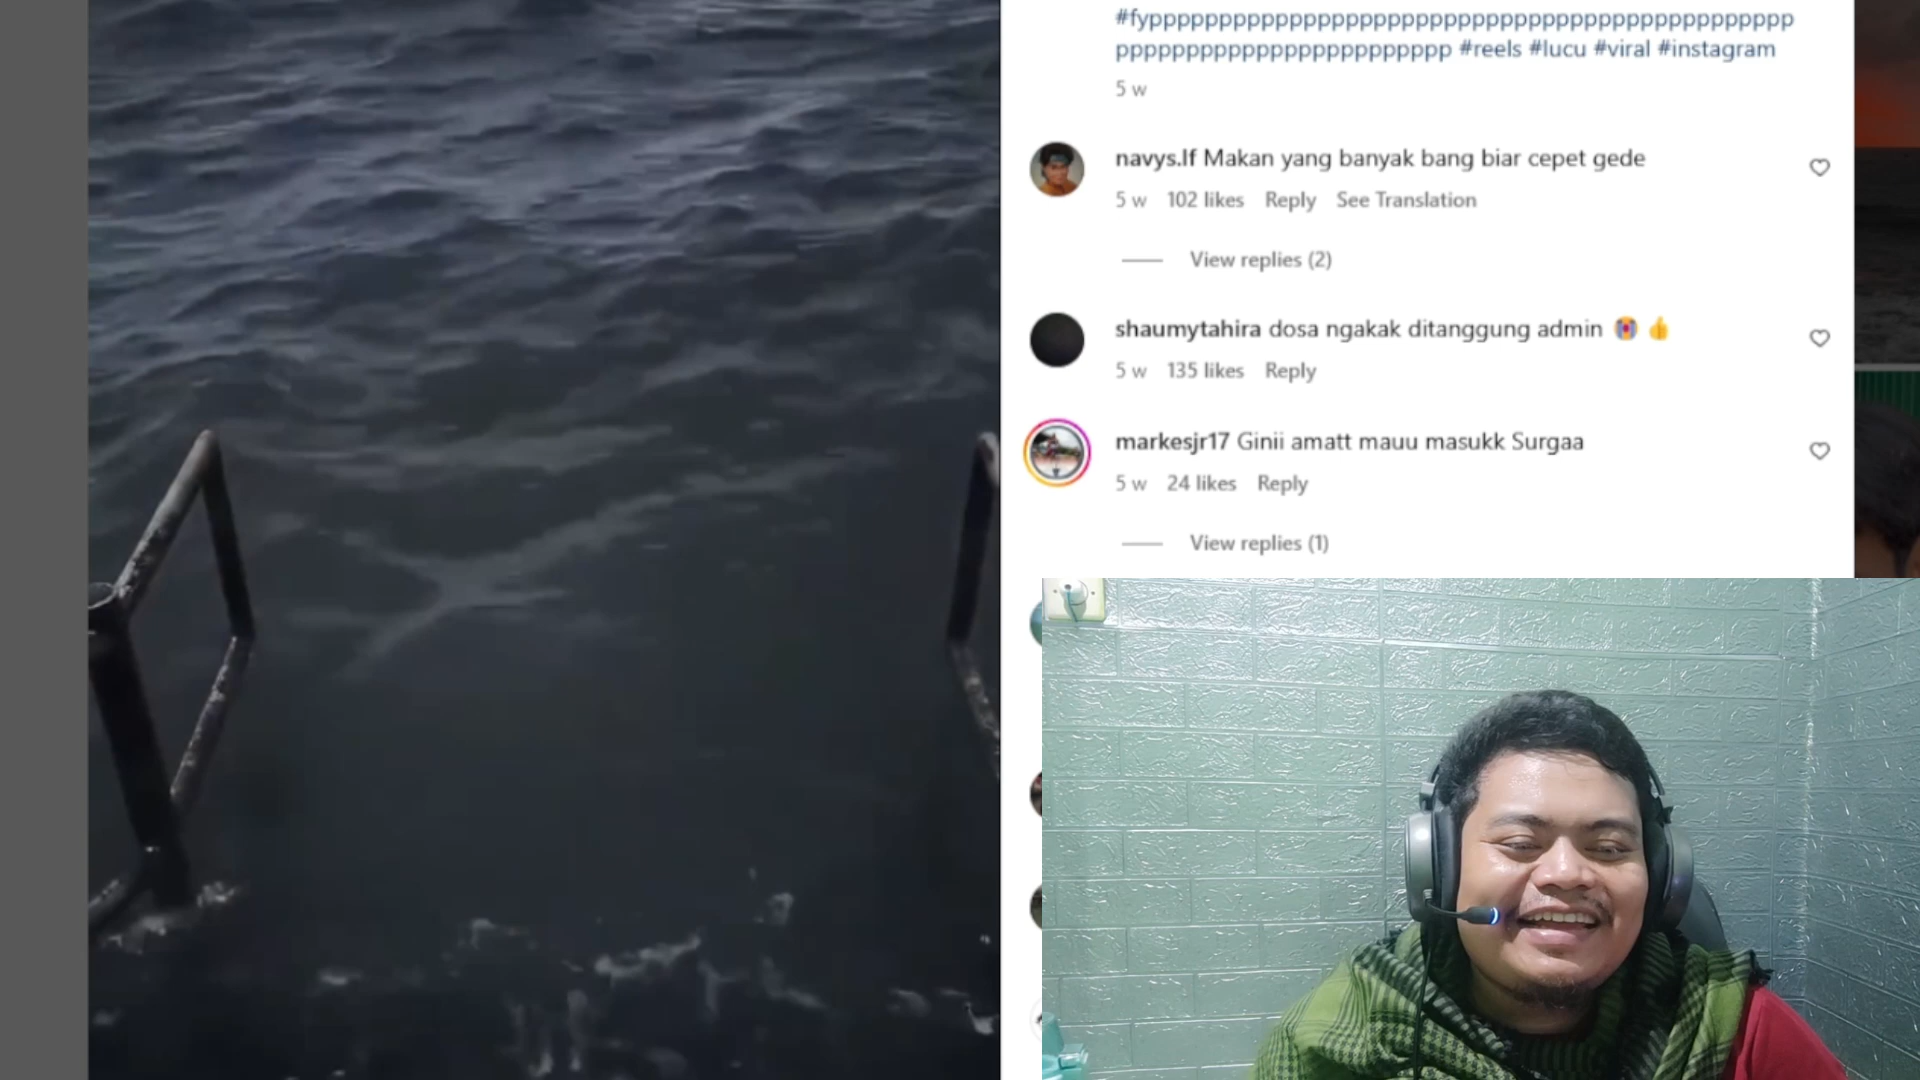 #fyppppppppppppppppppppppppppppppppppppppppppppppp
pppppppppppppppppppppppp #reels #lucu #viral #instagram
5 w
navys.lf Makan yang banyak bang biar cepet gede
5 w 102 likes Reply See Translation
View replies (2)
shaumytahira dosa ngakak ditanggung admin 😭 👍
5 w 135 likes Reply
markesjr17 Ginii amatt mauu masukk Surgaa
5 w 24 likes Reply
View replies (1)